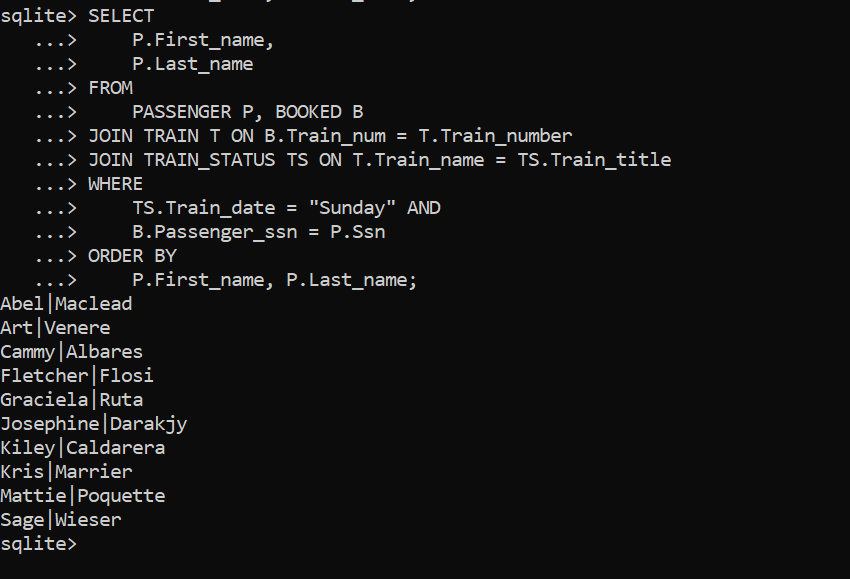 sqlite> SELECT
   ...>     P.First_name,
   ...>     P.Last_name
   ...> FROM
   ...>     PASSENGER P, BOOKED B
   ...> JOIN TRAIN T ON B.Train_num = T.Train_number
   ...> JOIN TRAIN_STATUS TS ON T.Train_name = TS.Train_title
   ...> WHERE
   ...>     TS.Train_date = "Sunday" AND
   ...>     B.Passenger_ssn = P.Ssn
   ...> ORDER BY
   ...>     P.First_name, P.Last_name;
Abel|Maclead
Art|Venere
Cammy|Albares
Fletcher|Flosi
Graciela|Ruta
Josephine|Darakjy
Kiley|Caldarera
Kris|Marrier
Mattie|Poquette
Sage|Wieser
sqlite>